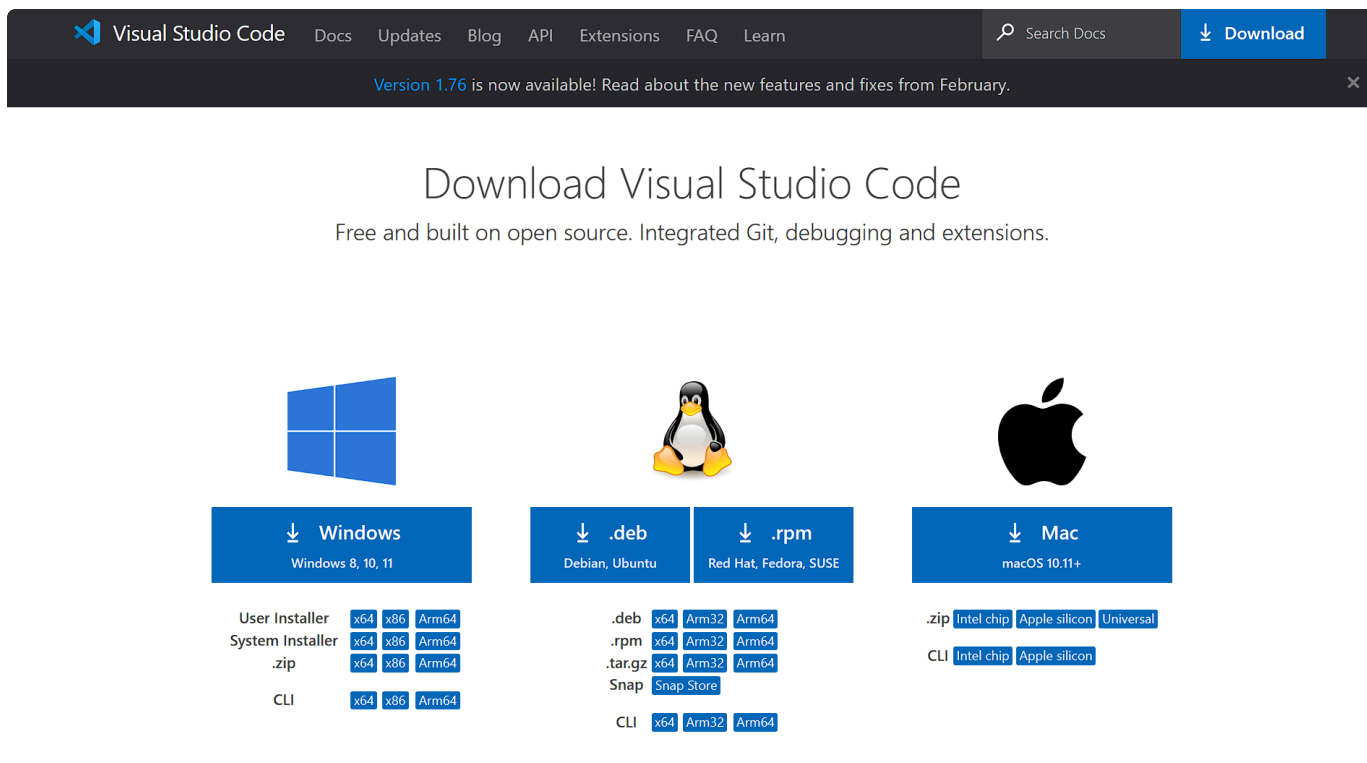 Visual Studio Code Docs Updates Blog API Extensions FAQ Learn Search Docs Download
Version 1.76 is now available! Read about the new features and fixes from February.
Download Visual Studio Code
Free and built on open source. Integrated Git, debugging and extensions.
Windows
Windows 8, 10, 11
User Installer x64 x86 Arm64
System Installer x64 x86 Arm64
.zip x64 x86 Arm64
CLI x64 x86 Arm64
.deb
Debian, Ubuntu
.rpm
Red Hat, Fedora, SUSE
.deb x64 Arm32 Arm64
.rpm x64 Arm32 Arm64
.tar.gz x64 Arm32 Arm64
Snap Snap Store
CLI x64 Arm32 Arm64
Mac
macOS 10.11+
.zip Intel chip Apple silicon Universal
CLI Intel chip Apple silicon